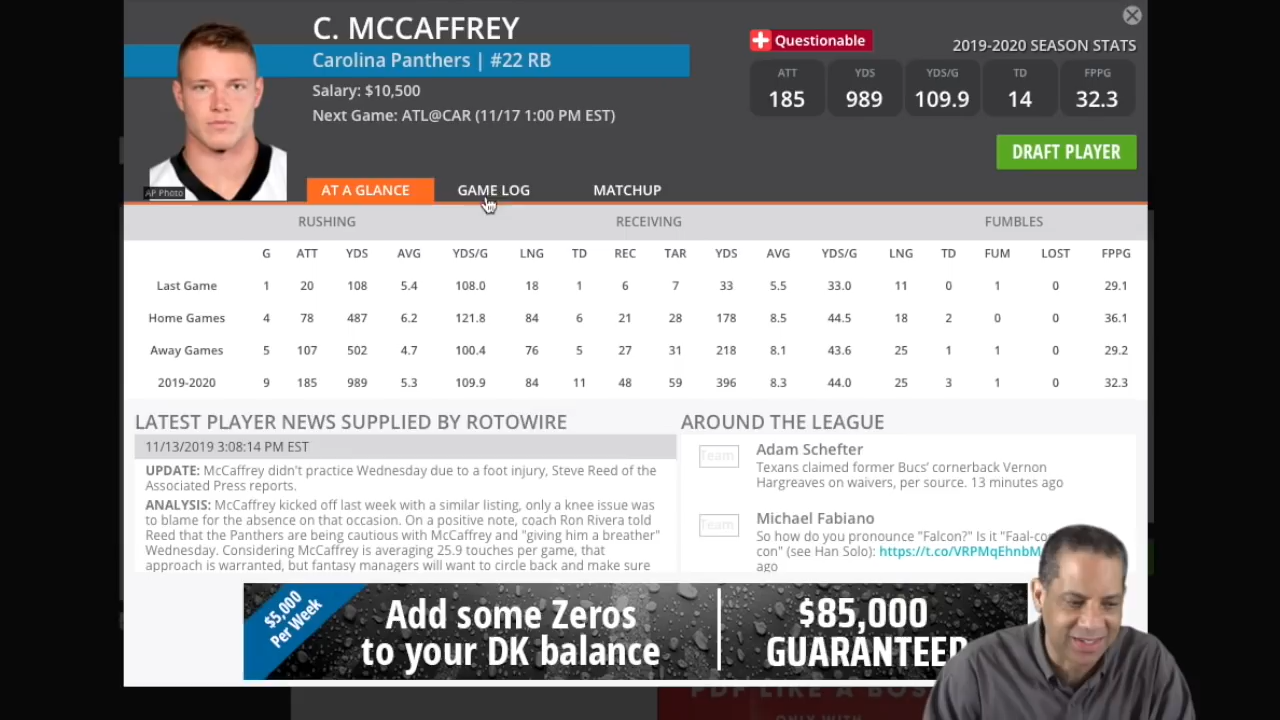 C. MCCAFFREY
Carolina Panthers | #22 RB
Salary: $10,500
Next Game: ATL@CAR (11/17 1:00 PM EST)
AP Photo
Questionable
2019-2020 SEASON STATS
ATT YDS YDS/G TD FPPG
185 989 109.9 14 32.3
DRAFT PLAYER
AT A GLANCE GAME LOG MATCHUP
RUSHING RECEIVING FUMBLES
G ATT YDS AVG YDS/G LNG TD REC TAR YDS AVG YDS/G LNG TD FUM LOST FPPG
Last Game 1 20 108 5.4 108.0 18 1 6 7 33 5.5 33.0 11 0 1 0 29.1
Home Games 4 78 487 6.2 121.8 84 6 21 28 178 8.5 44.5 18 2 0 0 36.1
Away Games 5 107 502 4.7 100.4 76 5 27 31 218 8.1 43.6 25 1 1 0 29.2
2019-2020 9 185 989 5.3 109.9 84 11 48 59 396 8.3 44.0 25 3 1 0 32.3
LATEST PLAYER NEWS SUPPLIED BY ROTOWIRE
11/13/2019 3:08:14 PM EST
UPDATE: McCaffrey didn't practice Wednesday due to a foot injury, Steve Reed of the
Associated Press reports.
ANALYSIS: McCaffrey kicked off last week with a similar listing, only a knee issue was
to blame for the absence on that occasion. On a positive note, coach Ron Rivera told
Reed that the Panthers are being cautious with McCaffrey and "giving him a breather"
Wednesday. Considering McCaffrey is averaging 25.9 touches per game, that
approach is warranted, but fantasy managers will want to circle back and make sure
AROUND THE LEAGUE
Team
Adam Schefter
Texans claimed former Bucs' cornerback Vernon
Hargreaves on waivers, per source. 13 minutes ago
Team
Michael Fabiano
So how do you pronounce "Falcon?" Is it "Faal-co
con" (see Han Solo): https://t.co/VRPMqEhnbM
ago
$5,000
Per Week
Add some Zeros
to your DK balance
$85,000
GUARANTEED
PDF LIKE A BOS
ONLY WITH